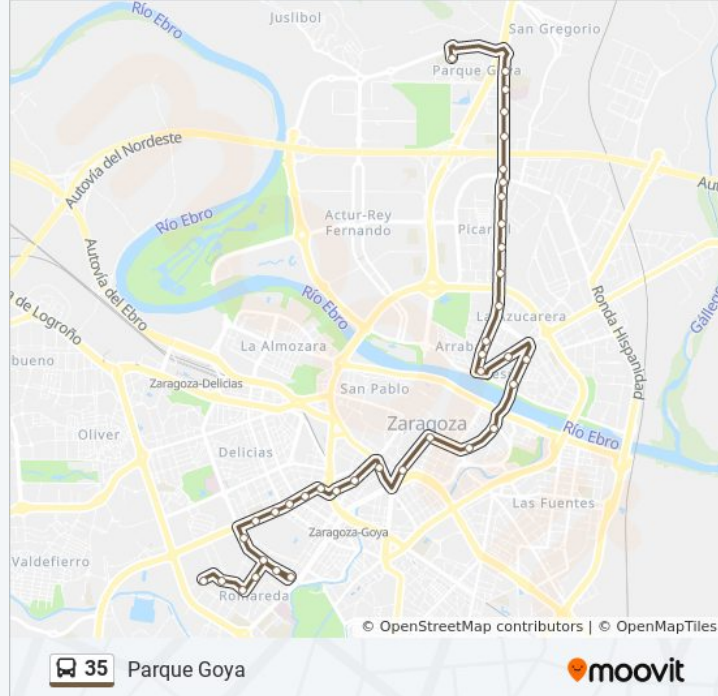 Río Ebro
Juslibol
San Gregorio
Parque Goya
Autovía del Nordeste
Río Ebro
Actur-Rey
Fernando
Picarral
Autovía del Ebro
Río Ebro
La Azucarera
Ronda Hispanidad
Gállego
a de Logroño
La Almozara
Arrab
bueno
Zaragoza-Delicias
San Pablo
Zaragoza
Río Ebro
Oliver
Delicias
Las Fuentes
Zaragoza-Goya
Valdefierro
Romareda
© OpenStreetMap contributors | © OpenMapTiles
35 Parque Goya
moovit